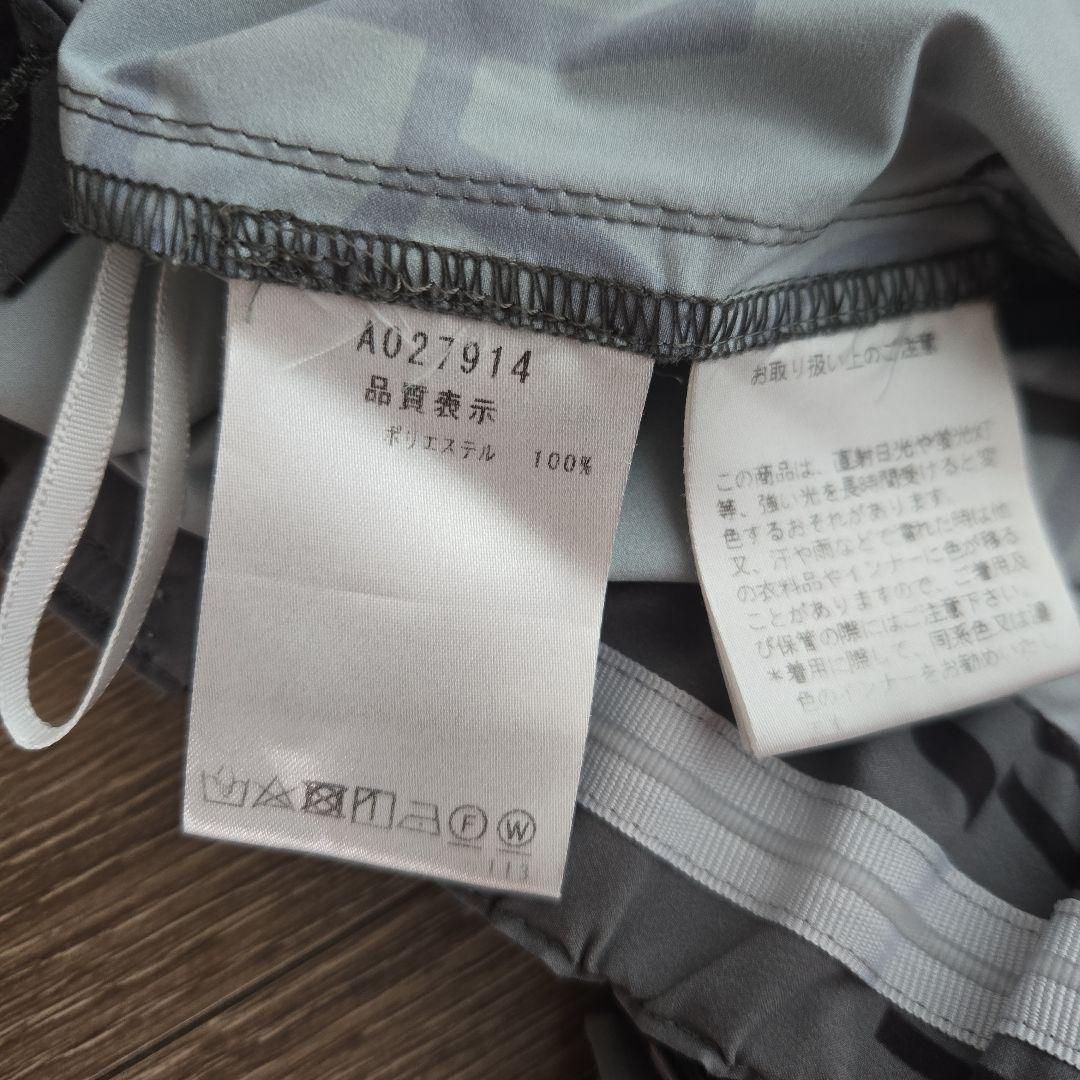 A027914
品質表示
ポリエステル 100%
F W
113
お取り扱い上のご注意
この商品は、直射日光や蛍光灯
等、強い光を長時間受けると変
色するおそれがあります。
又、汗や雨などで濡れた時は他
の衣料品やインナーに色が移る
ことがありますので、ご着用及
び保管の際にはご注意下さい。
*着用に際して、同系色又は濃
色のインナーをお勧めいた